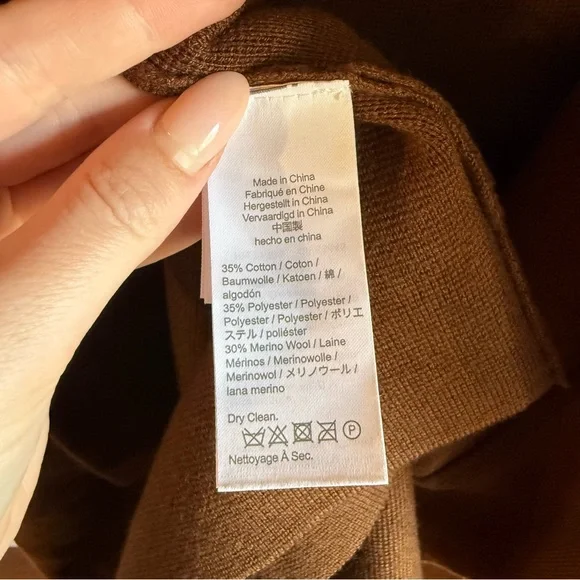 Made in China
Fabriqué en Chine
Hergestellt in China
Vervaardigd in China
中国製
hecho en china
35% Cotton / Coton /
Baumwolle / Katoen / 綿 /
algodón
35% Polyester / Polyester /
Polyester / Polyester / ポリエ
ステル / poliéster
30% Merino Wool / Laine
Mérinos / Merinowolle /
Merinowol / メリノウール /
lana merino
Dry Clean.
P
Nettoyage À Sec.